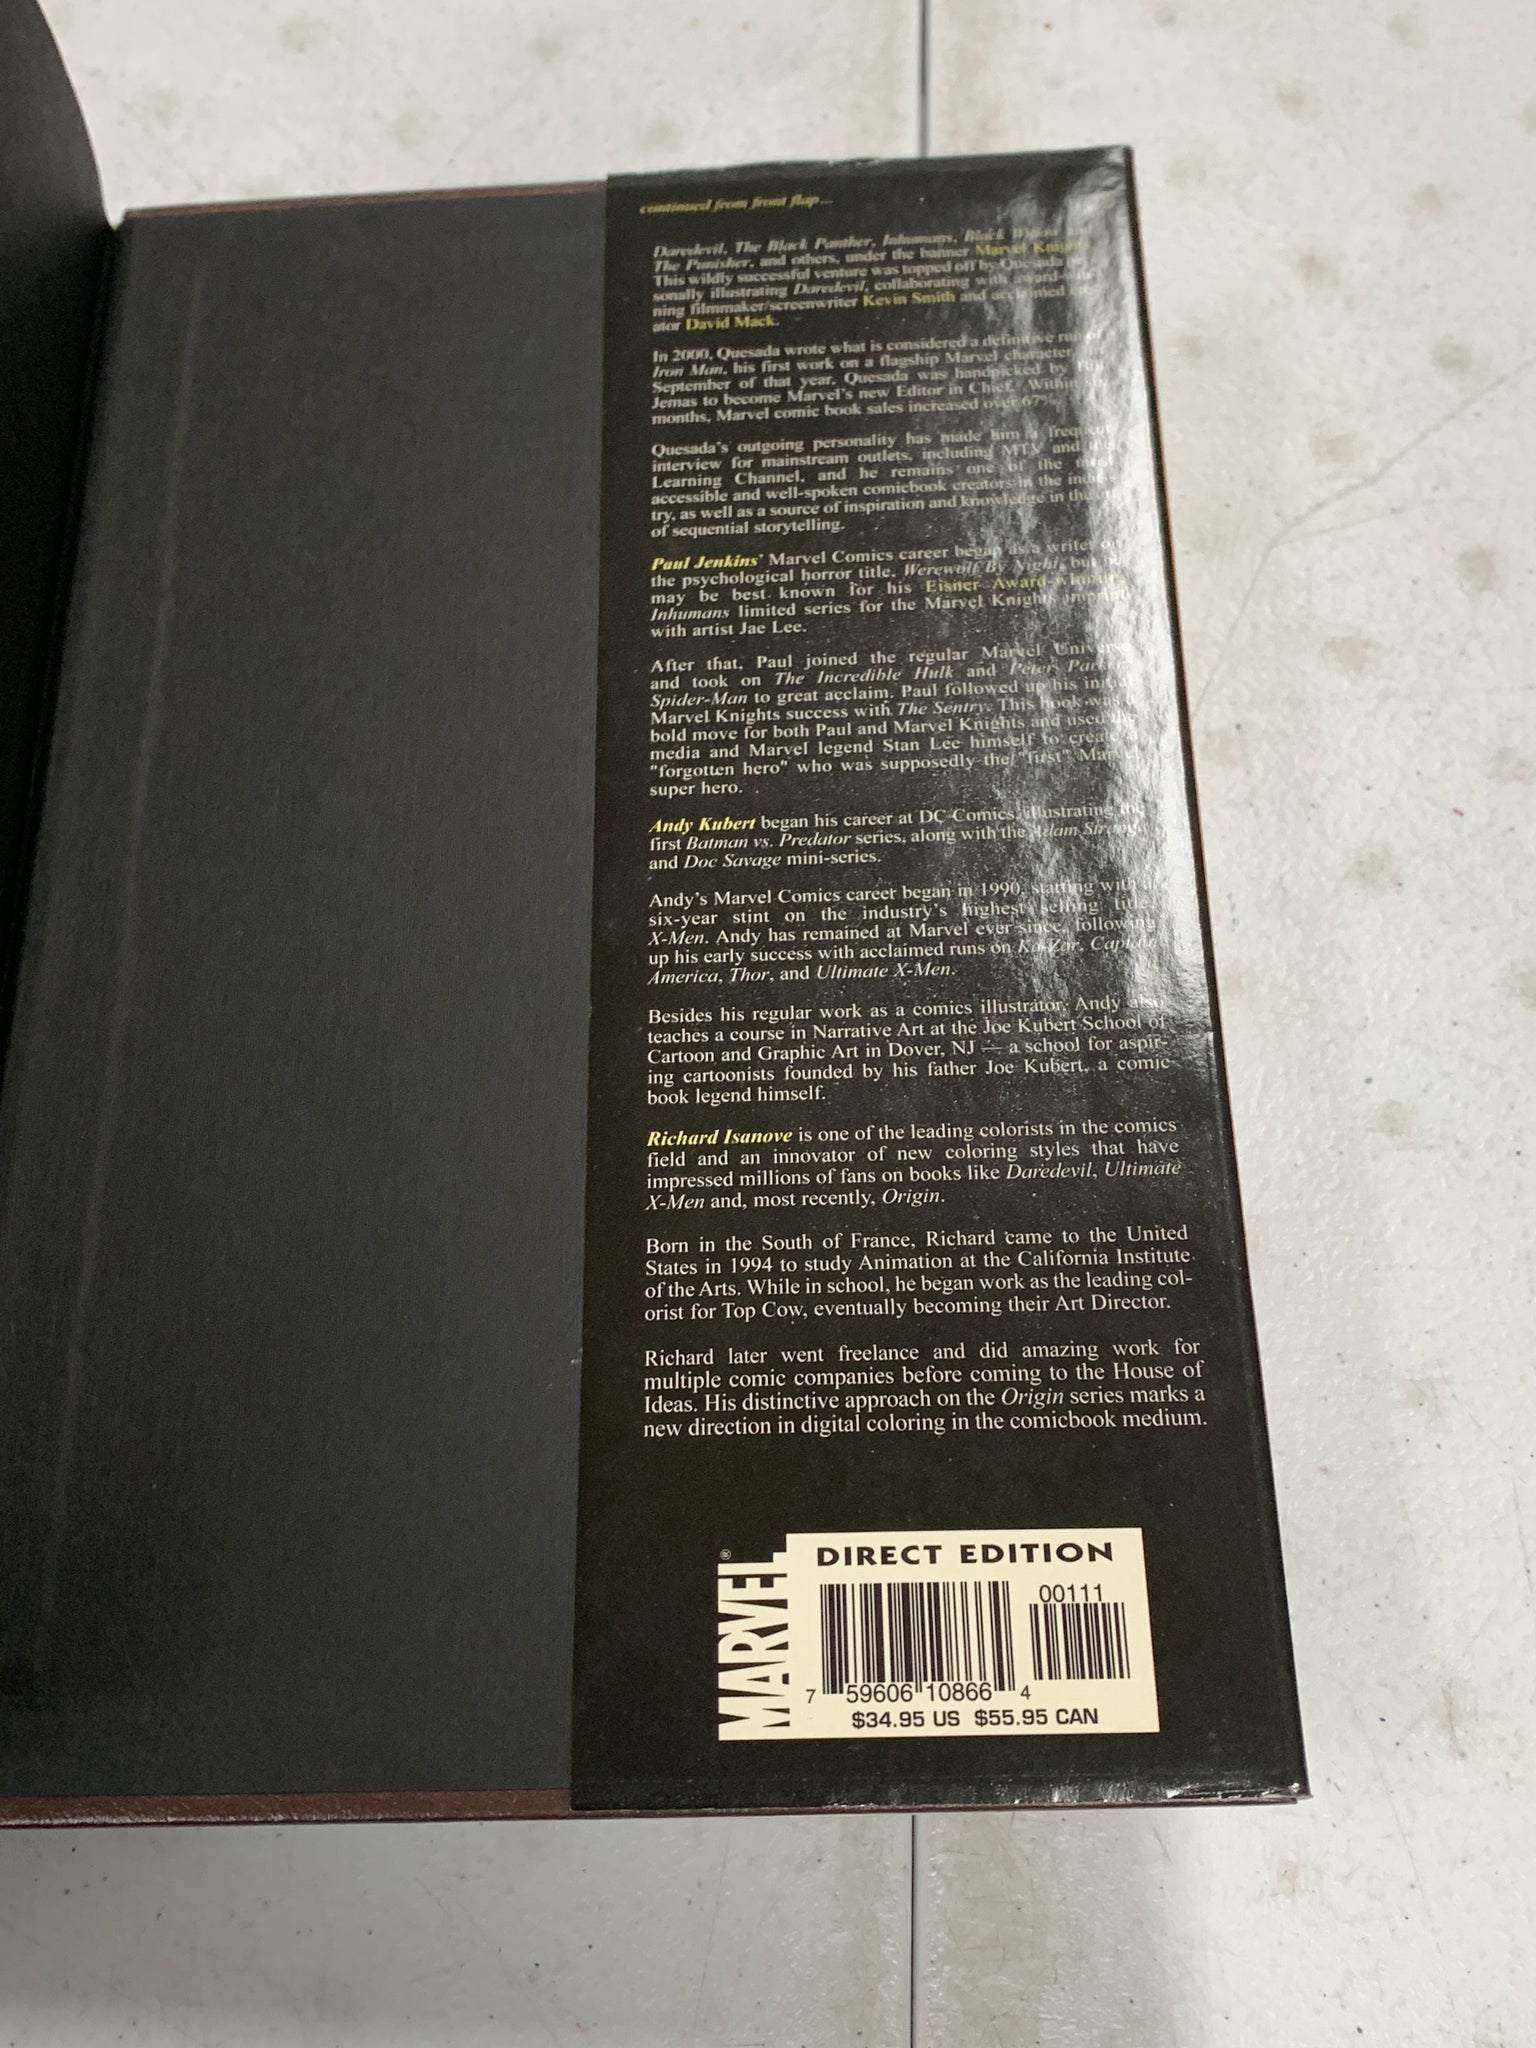 continued from front flap—
Daredevil, The Black Panther, Inhumans, Black
The Punisher, and others, under the banner Marvel
This wildly successful venture was topped off by Quesada
sonally illustrating Daredevil, collaborating with
ning filmmaker/screenwriter Kevin Smith and acclaimed
ator David Mack.
In 2000, Quesada wrote what is considered a definitive
Iron Man, his first work on a flagship Marvel character
September of that year, Quesada was handpicked by
Jemas to become Marvel's new Editor in Chief. Within
months, Marvel comic book sales increased over 67%
Quesada's outgoing personality has made him a
interview for mainstream outlets, including MTV and
Learning Channel, and he remains one of the
accessible and well-spoken comicbook creators in the
try, as well as a source of inspiration and knowledge in the
of sequential storytelling.
Paul Jenkins' Marvel Comics career began as a writer
the psychological horror title, Werewolf By Night,
may be best known for his Eisner Award-winning
Inhumans limited series for the Marvel Knights
with artist Jae Lee.
After that, Paul joined the regular Marvel
and took on The Incredible Hulk and Peter
Spider-Man to great acclaim. Paul followed up his
Marvel Knights success with The Sentry. This book was
bold move for both Paul and Marvel Knights and used
media and Marvel legend Stan Lee himself to create
"forgotten hero" who was supposedly the "first" Marvel
super hero.
Andy Kubert began his career at DC Comics, illustrating
first Batman vs. Predator series, along with the Adam
and Doc Savage mini-series.
Andy's Marvel Comics career began in 1990, starting with
six-year stint on the industry's highest selling
X-Men. Andy has remained at Marvel ever since, following
up his early success with acclaimed runs on Ka-Zar, Captain
America, Thor, and Ultimate X-Men.
Besides his regular work as a comics illustrator, Andy also
teaches a course in Narrative Art at the Joe Kubert School of
Cartoon and Graphic Art in Dover, NJ — a school for aspir-
ing cartoonists founded by his father Joe Kubert, a comic
book legend himself.
Richard Isanove is one of the leading colorists in the comics
field and an innovator of new coloring styles that have
impressed millions of fans on books like Daredevil, Ultimate
X-Men and, most recently, Origin.
Born in the South of France, Richard came to the United
States in 1994 to study Animation at the California Institute
of the Arts. While in school, he began work as the leading col-
orist for Top Cow, eventually becoming their Art Director.
Richard later went freelance and did amazing work for
multiple comic companies before coming to the House of
Ideas. His distinctive approach on the Origin series marks a
new direction in digital coloring in the comicbook medium.
MARVEL®
DIRECT EDITION
00111
7 59606 10866 4
$34.95 US $55.95 CAN